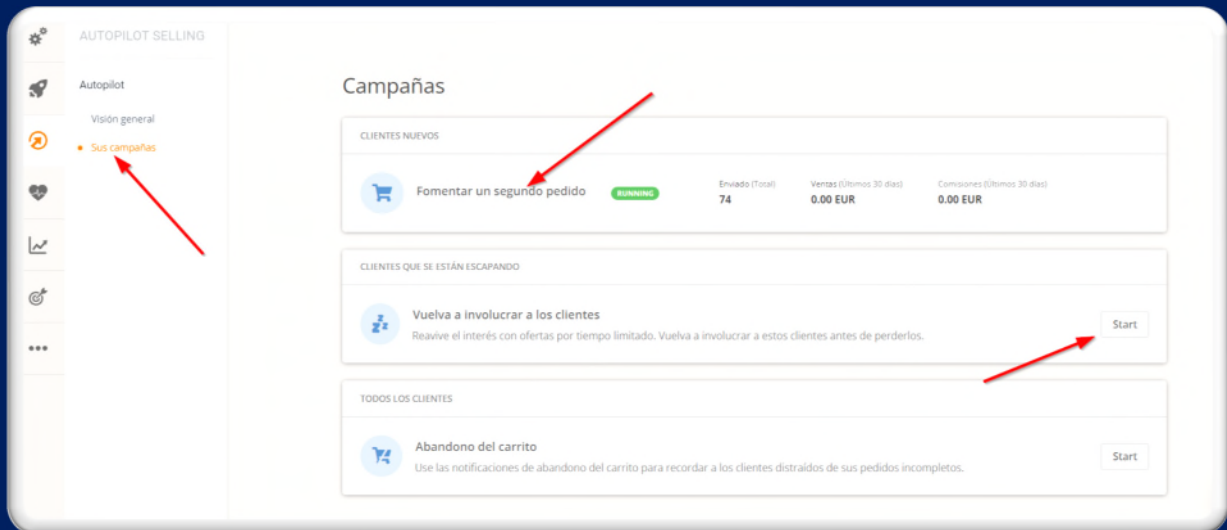 AUTOPILOT SELLING
Autopilot
Visión general
Sus campañas
Campañas
CLIENTES NUEVOS
Fomentar un segundo pedido
RUNNING
Enviado (Total)
74
Ventas (Últimos 30 días)
0.00 EUR
Comisiones (Últimos 30 días)
0.00 EUR
CLIENTES QUE SE ESTÁN ESCAPANDO
Vuelva a involucrar a los clientes
Reavive el interés con ofertas por tiempo limitado. Vuelva a involucrar a estos clientes antes de perderlos.
Start
TODOS LOS CLIENTES
Abandono del carrito
Use las notificaciones de abandono del carrito para recordar a los clientes distraídos de sus pedidos incompletos.
Start